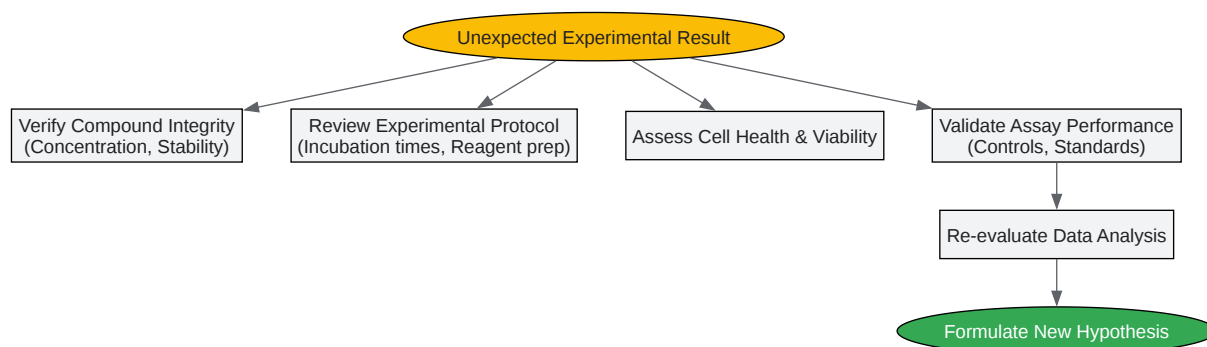 Unexpected Experimental Result
Verify Compound Integrity
(Concentration, Stability)
Review Experimental Protocol
(Incubation times, Reagent prep)
Assess Cell Health & Viability
Validate Assay Performance
(Controls, Standards)
Re-evaluate Data Analysis
Formulate New Hypothesis